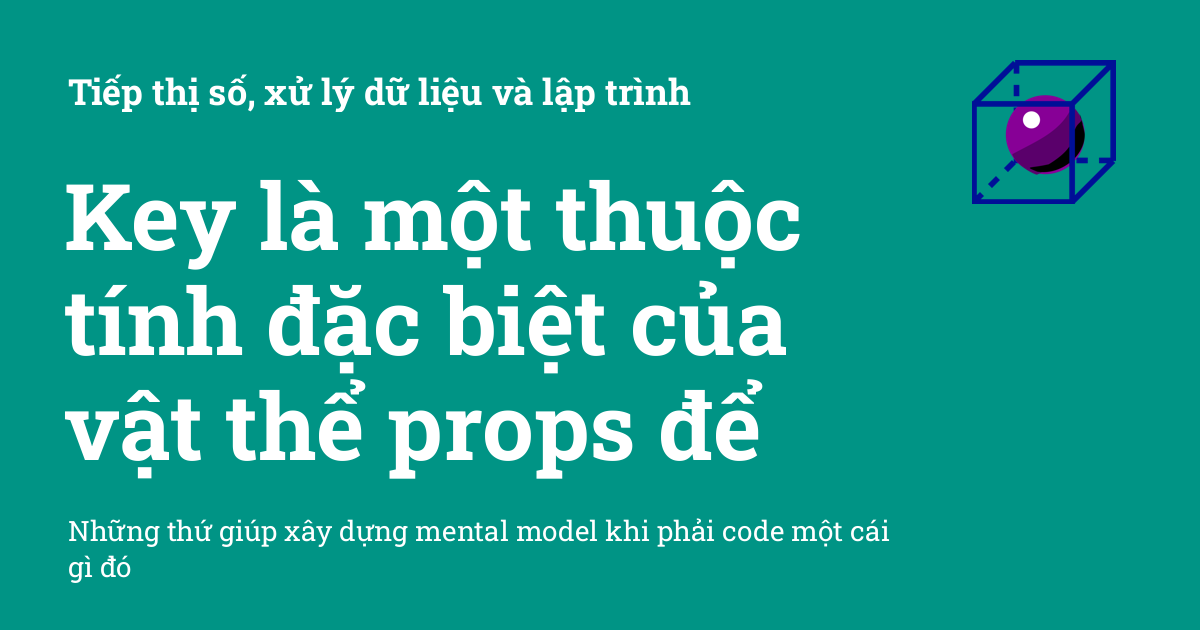 Tiếp thị số, xử lý dữ liệu và lập trình
Key là một thuộc
tính đặc biệt của
vật thể props để
Những thứ giúp xây dựng mental model khi phải code một cái
gì đó